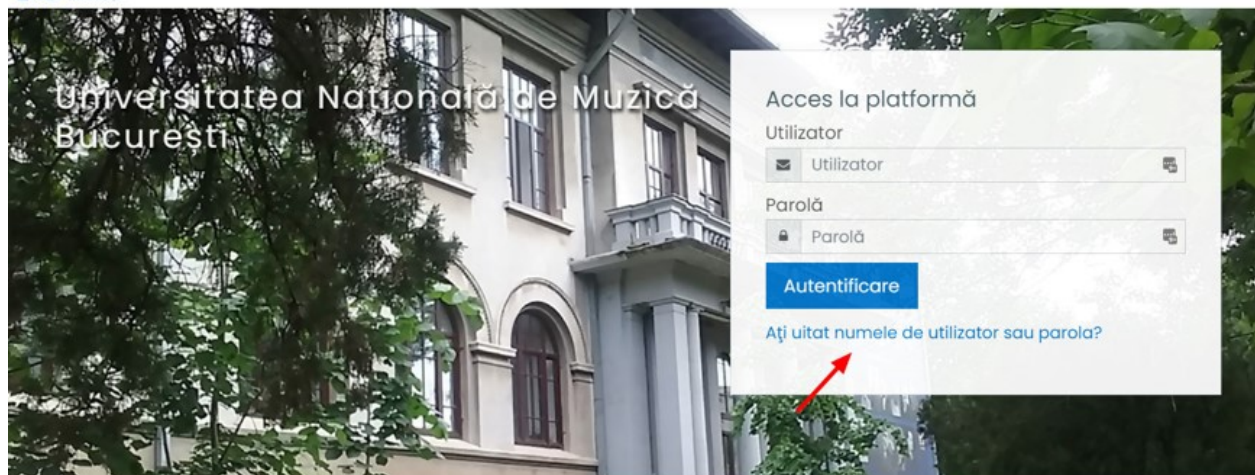 Universitatea Națională de Muzică
București
Acces la platformă
Utilizator
Utilizator
Parolă
Parolă
Autentificare
Aţi uitat numele de utilizator sau parola?